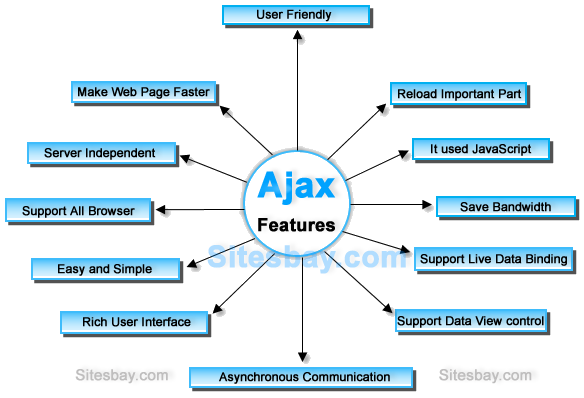 User Friendly
Make Web Page Faster
Reload Important Part
Server Independent
It used JavaScript
Ajax
Features
Support All Browser
Save Bandwidth
Sitesbay.com
Easy and Simple
Support Live Data Binding
Rich User Interface
Support Data View control
Sitesbay.com
Asynchronous Communication
Sitesbay.com